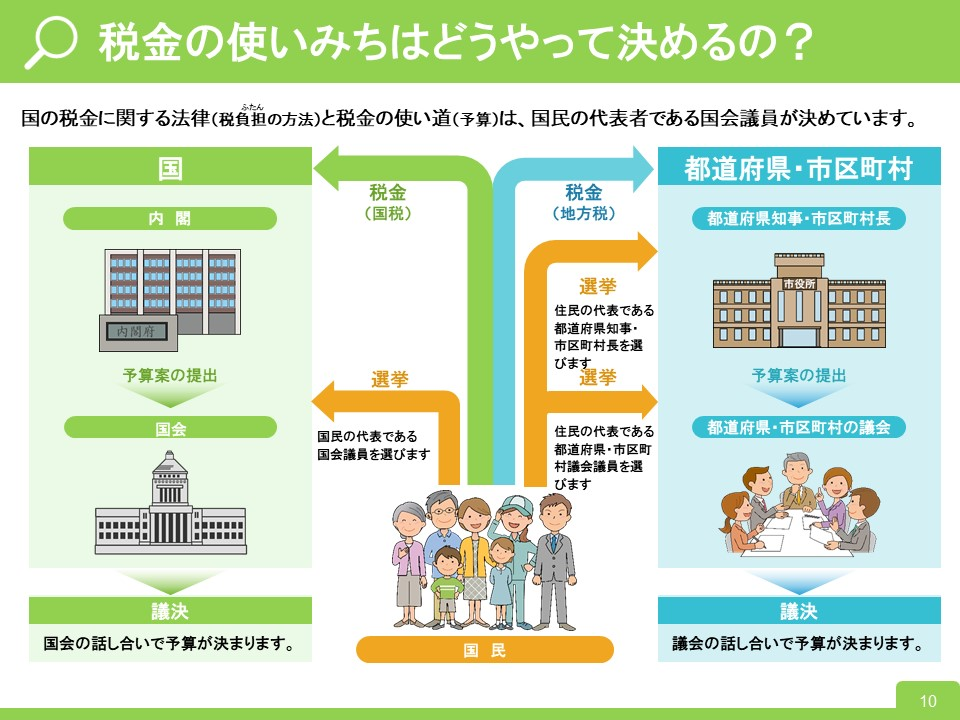 税金の使いみちはどうやって決めるの？
ふたん
国の税金に関する法律(税負担の方法)と税金の使い道(予算)は、国民の代表者である国会議員が決めています。
国
内 閣
内閣府
予算案の提出
国会
議決
国会の話し合いで予算が決まります。
税金
（国税）
選挙
国民の代表である
国会議員を選びます
税金
（地方税）
選挙
住民の代表である
都道府県知事・
市区町村長を選
びます
選挙
住民の代表である
都道府県・市区町
村議会議員を選
びます
国 民
都道府県・市区町村
都道府県知事・市区町村長
市役所
予算案の提出
都道府県・市区町村の議会
議決
議会の話し合いで予算が決まります。
10